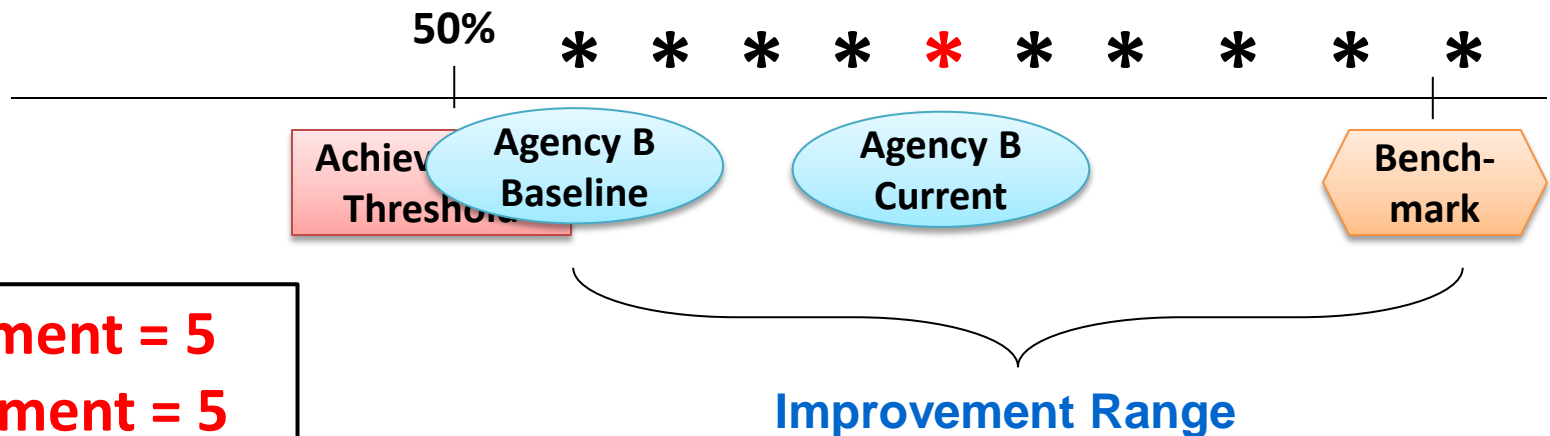 50%
* * * * * * * * * *
Agency B
Baseline
Agency B
Current
Bench-
mark
ment = 5
ment = 5
Improvement Range